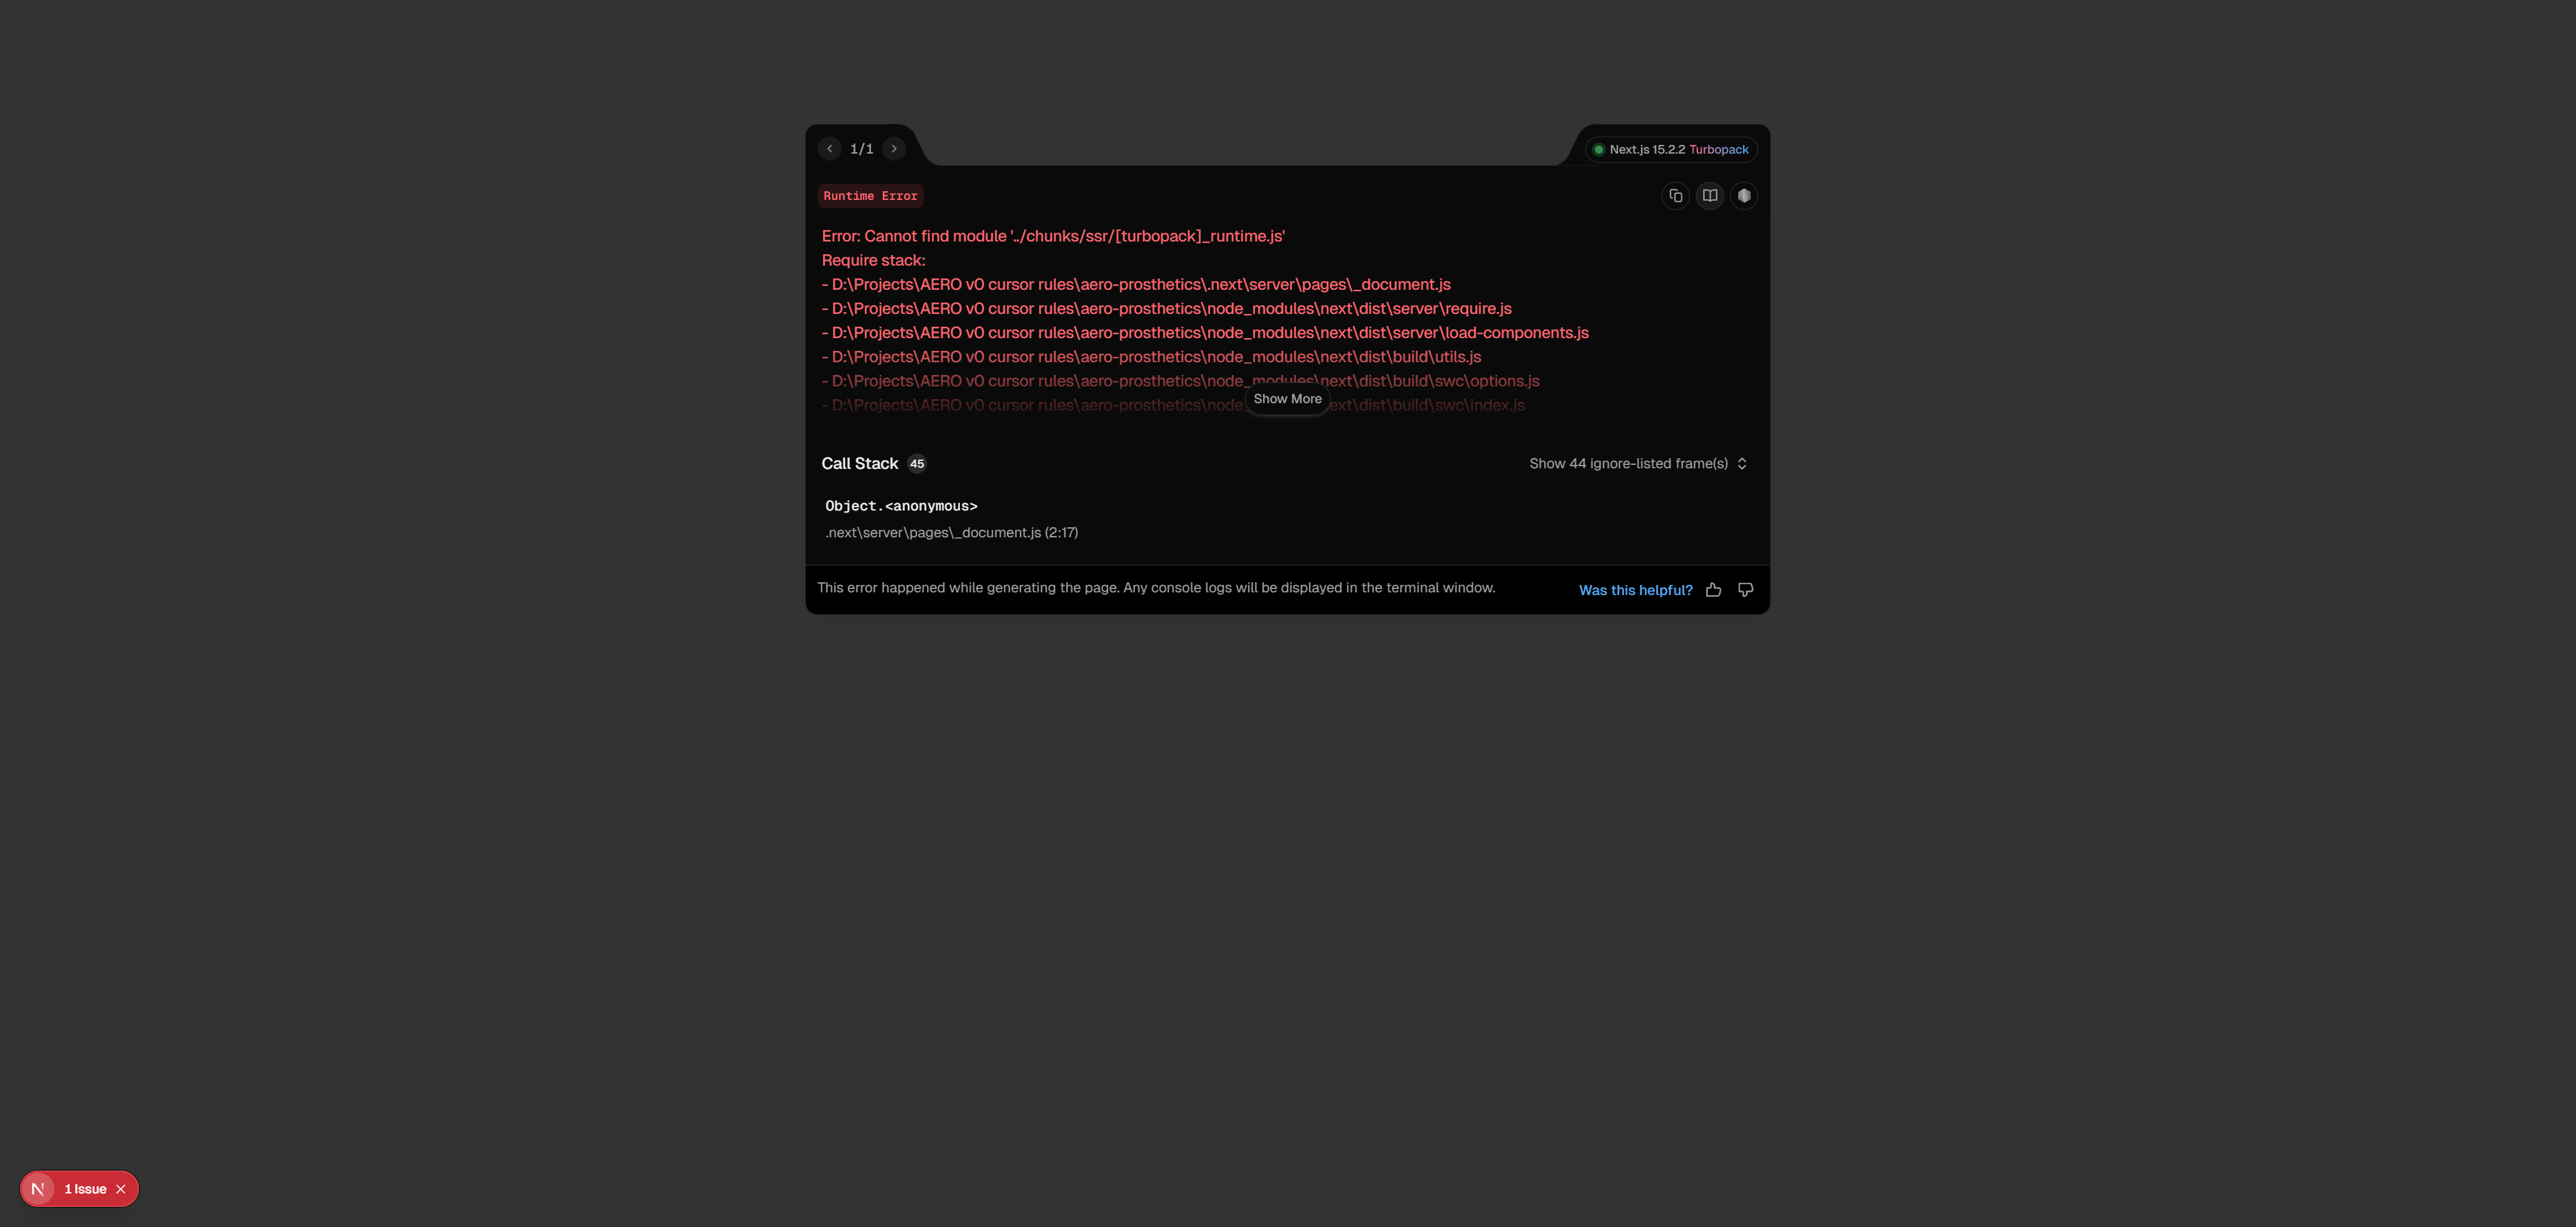 1/1
Next.js 15.2.2 Turbopack
Runtime Error
Error: Cannot find module '../chunks/ssr/[turbopack]_runtime.js'
Require stack:
- D:\Projects\AERO v0 cursor rules\aero-prosthetics\.next\server\pages\_document.js
- D:\Projects\AERO v0 cursor rules\aero-prosthetics\node_modules\next\dist\server\require.js
- D:\Projects\AERO v0 cursor rules\aero-prosthetics\node_modules\next\dist\server\load-components.js
- D:\Projects\AERO v0 cursor rules\aero-prosthetics\node_modules\next\dist\build\utils.js
- D:\Projects\AERO v0 cursor rules\aero-prosthetics\node_modules\next\dist\build\swc\options.js
- D:\Projects\AERO v0 cursor rules\aero-prosthetics\node_ ext\dist\build\swc\index.js
Show More
Call Stack 45
Show 44 ignore-listed frame(s)
Object.<anonymous>
.next\server\pages\_document.js (2:17)
This error happened while generating the page. Any console logs will be displayed in the terminal window.
Was this helpful?
N 1 Issue